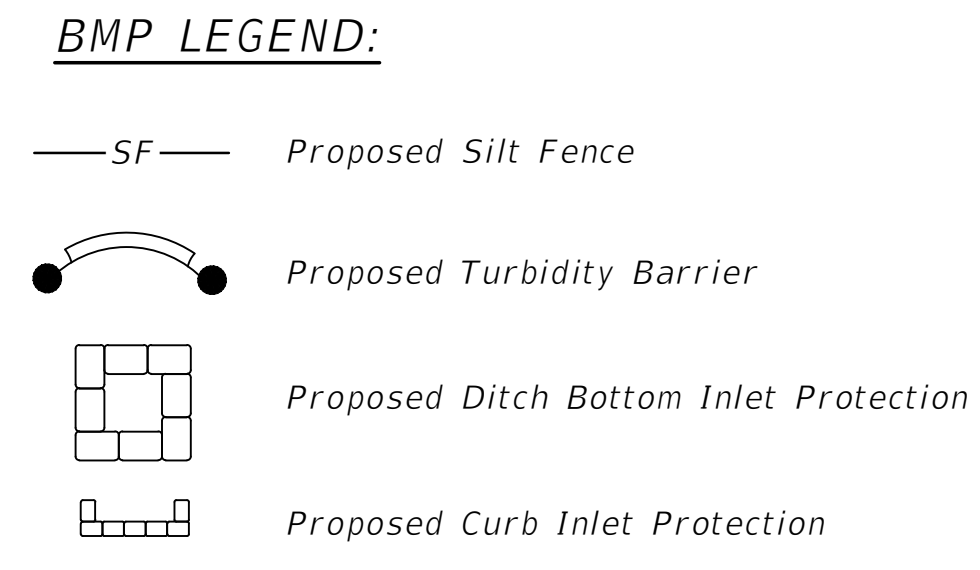 BMP LEGEND:
SF Proposed Silt Fence
Proposed Turbidity Barrier
Proposed Ditch Bottom Inlet Protection
Proposed Curb Inlet Protection